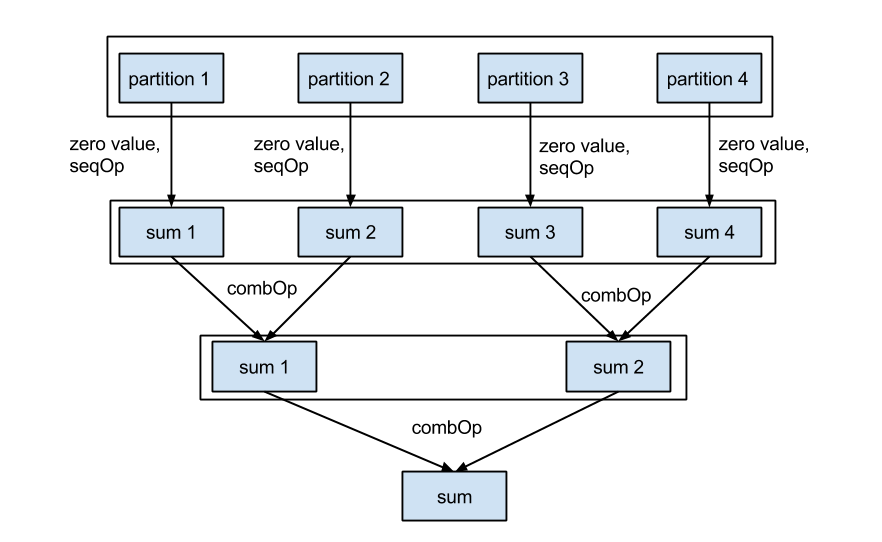 partition 1
partition 2
partition 3
partition 4
zero value,
seqOp
zero value,
seqOp
zero value,
seqOp
zero value,
seqOp
sum 1
sum 2
sum 3
sum 4
combOp
combOp
sum 1
sum 2
combOp
sum